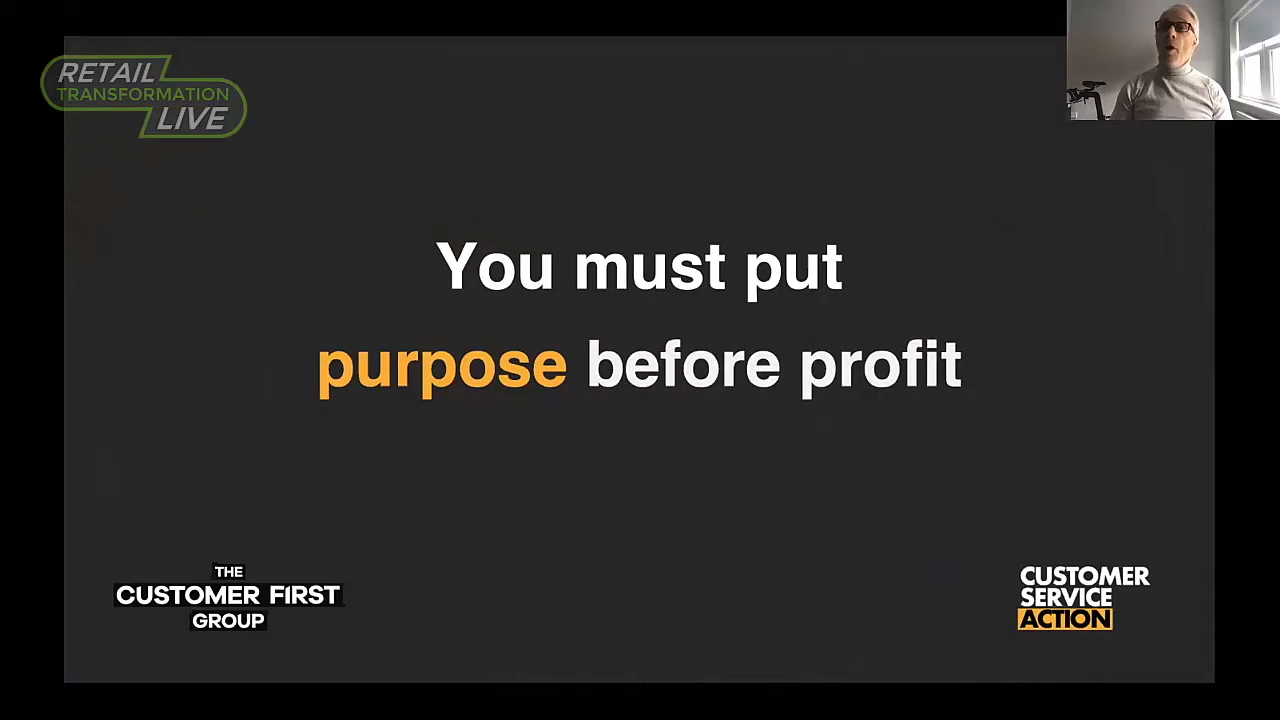 RETAIL
TRANSFORMATION
LIVE
You must put
purpose before profit
THE
CUSTOMER FIRST
GROUP
CUSTOMER
SERVICE
ACTION